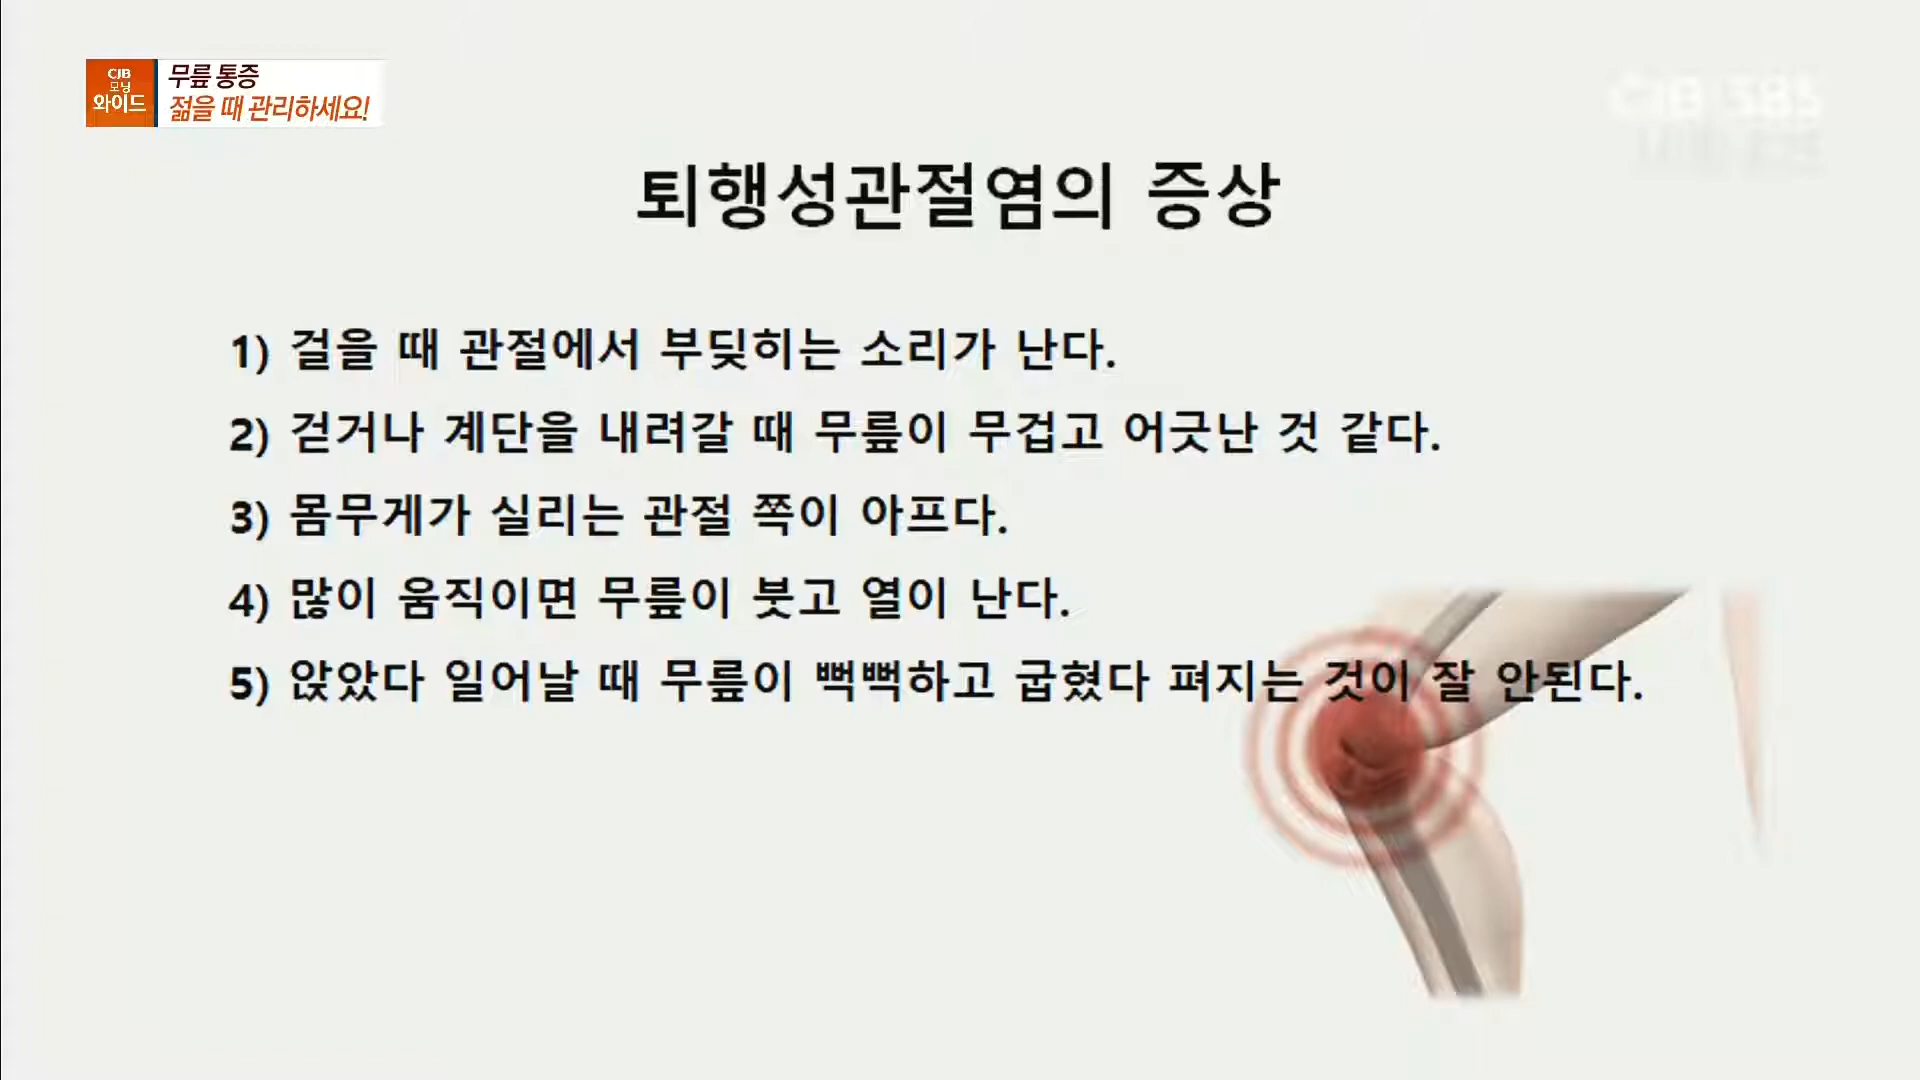 CJB
모닝
와이드
무릎 통증
젊을 때 관리하세요!
CJB SBS
퇴행성관절염의 증상
1) 걸을 때 관절에서 부딪히는 소리가 난다.
2) 걷거나 계단을 내려갈 때 무릎이 무겁고 어긋난 것 같다.
3) 몸무게가 실리는 관절 쪽이 아프다.
4) 많이 움직이면 무릎이 붓고 열이 난다.
5) 앉았다 일어날 때 무릎이 뻑뻑하고 굽혔다 펴지는 것이 잘 안된다.